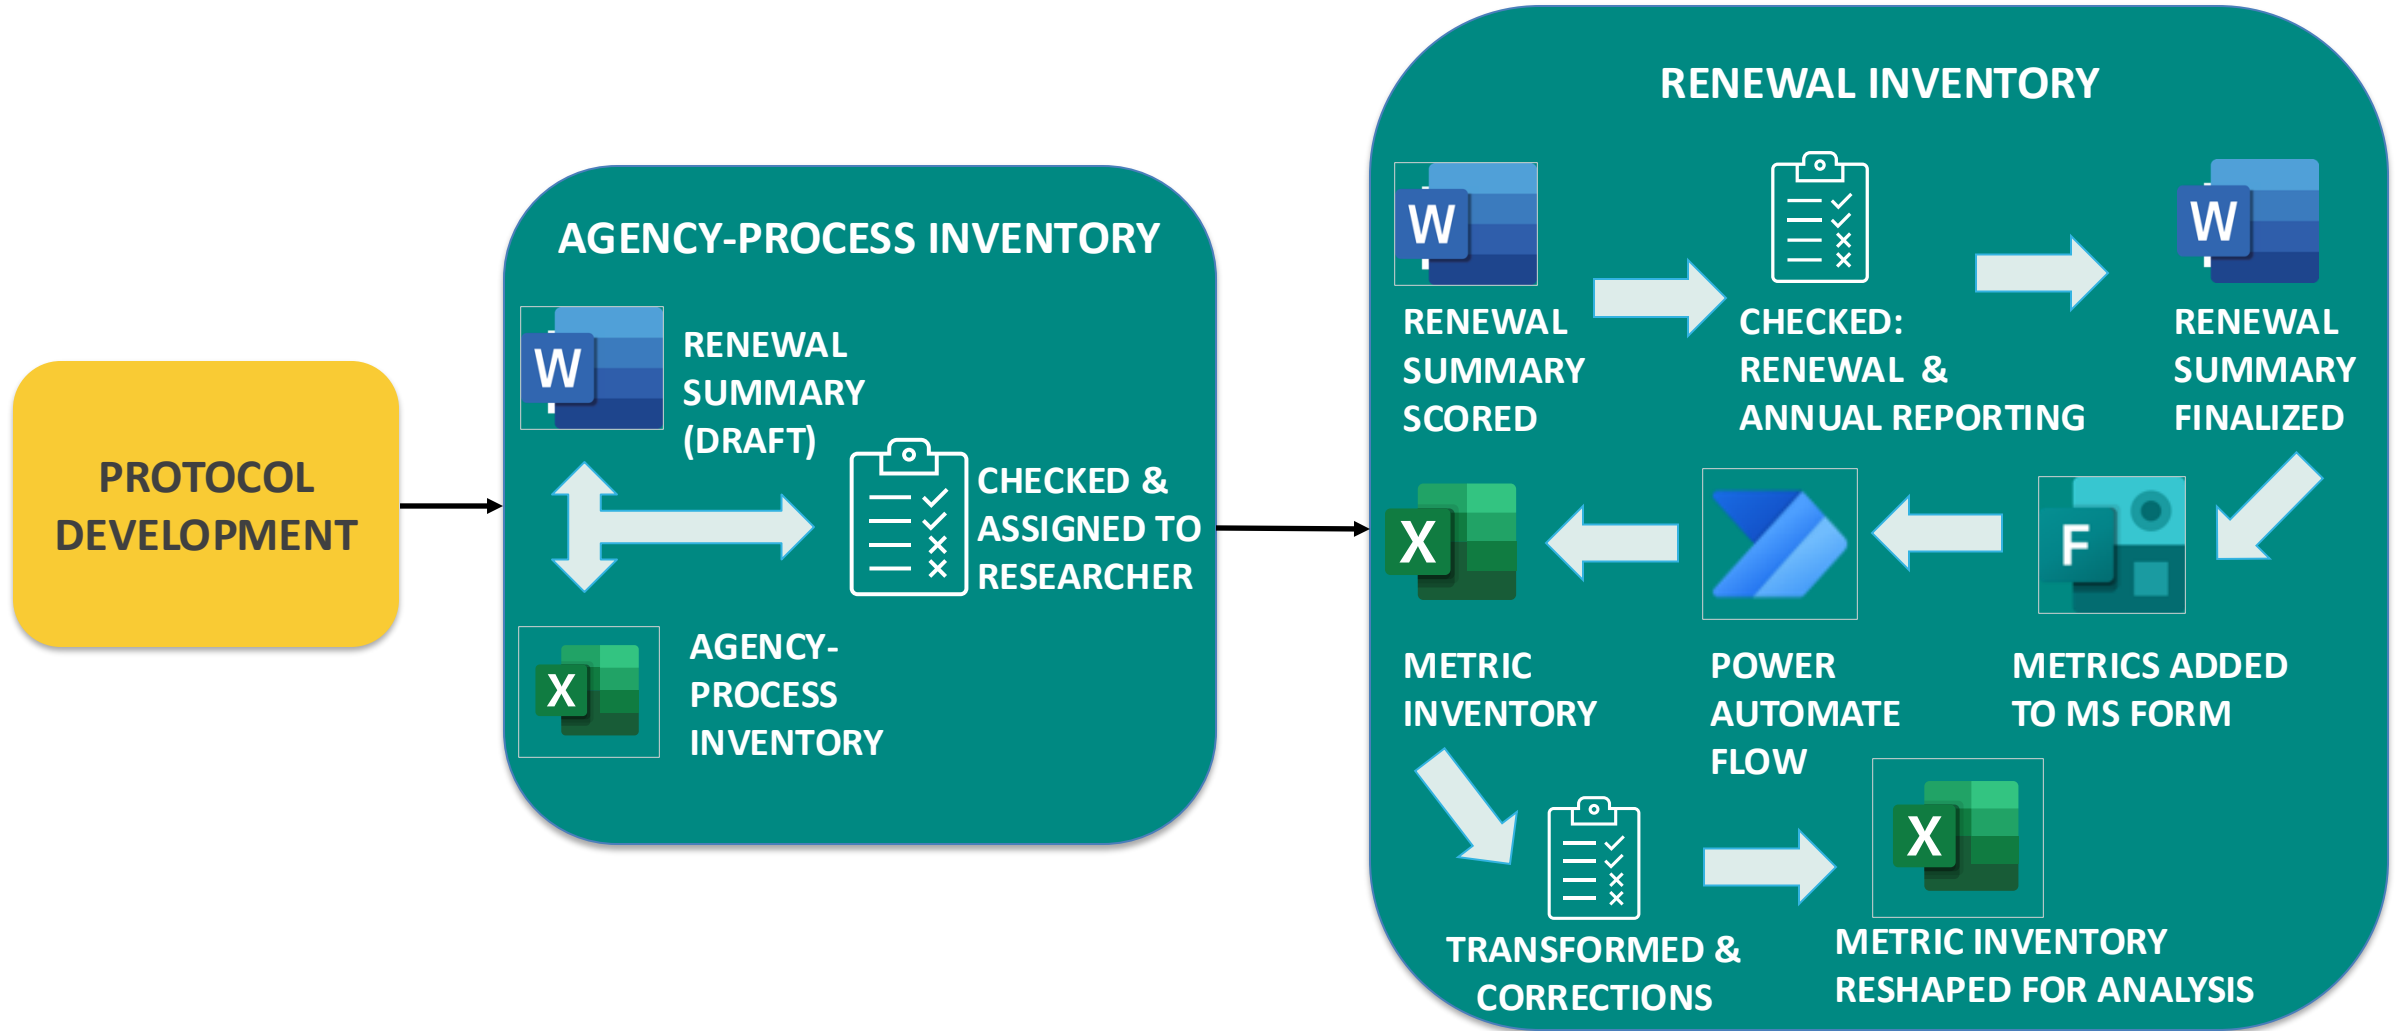 PROTOCOL
DEVELOPMENT
AGENCY-PROCESS INVENTORY
W
RENEWAL
SUMMARY
(DRAFT)
CHECKED &
ASSIGNED TO
RESEARCHER
X
AGENCY-
PROCESS
INVENTORY
RENEWAL INVENTORY
W
RENEWAL
SUMMARY
SCORED
CHECKED:
RENEWAL &
ANNUAL REPORTING
W
RENEWAL
SUMMARY
FINALIZED
F
METRICS ADDED
TO MS FORM
POWER
AUTOMATE
FLOW
X
METRIC
INVENTORY
TRANSFORMED &
CORRECTIONS
X
METRIC INVENTORY
RESHAPED FOR ANALYSIS